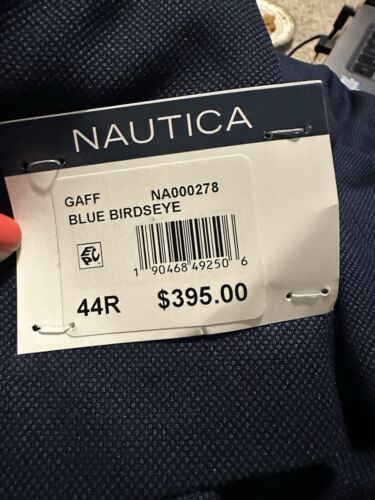 NAUTICA
GAFF NA000278
BLUE BIRDSEYE
1 90468 49250 6
44R $395.00